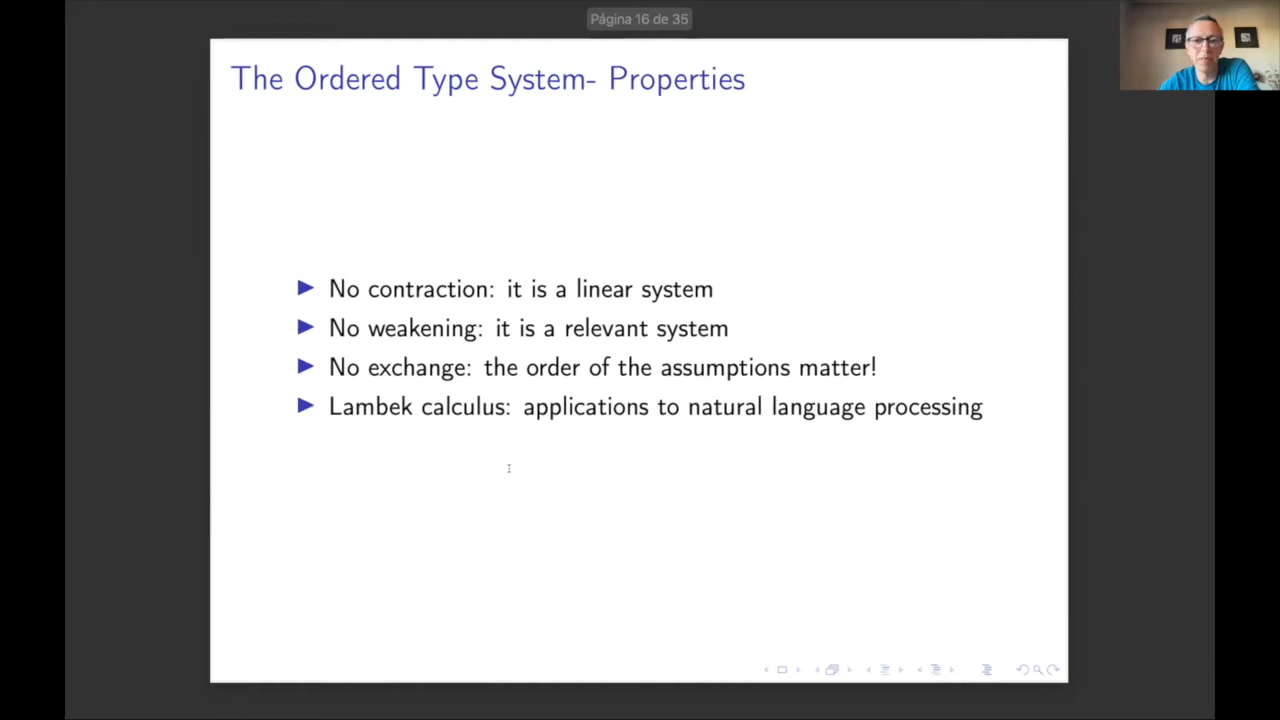 Página 16 de 35
The Ordered Type System- Properties
No contraction: it is a linear system
No weakening: it is a relevant system
No exchange: the order of the assumptions matter!
Lambek calculus: applications to natural language processing